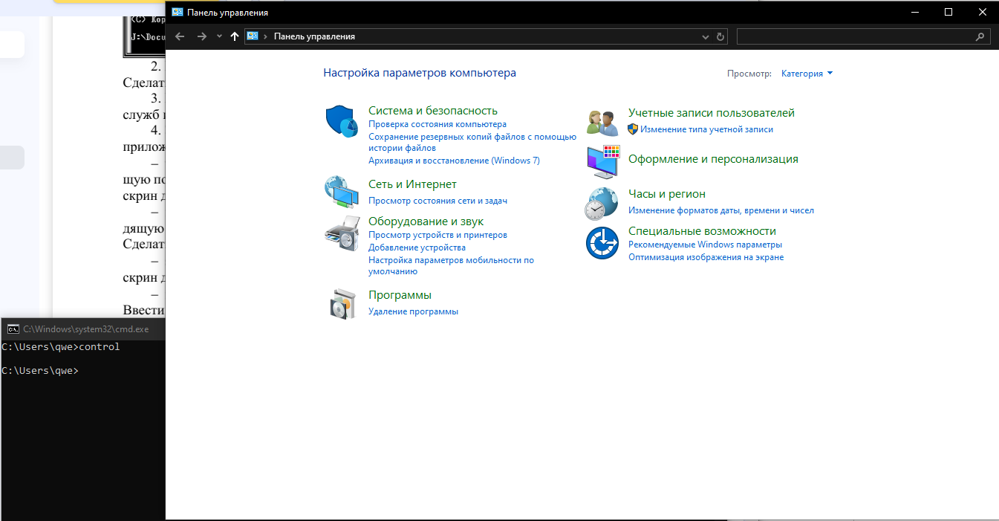 (C) Кор
J:\Docu
2.
Сделат
3.
служб
4.
прилож
–
щую по
скрин д
–
дящую
Сделат
–
скрин д
–
Ввести
Панель управления
Панель управления
Настройка параметров компьютера
Просмотр: Категория
Система и безопасность
Проверка состояния компьютера
Сохранение резервных копий файлов с помощью
истории файлов
Архивация и восстановление (Windows 7)
Сеть и Интернет
Просмотр состояния сети и задач
Оборудование и звук
Просмотр устройств и принтеров
Добавление устройства
Настройка параметров мобильности по
умолчанию
Программы
Удаление программы
Учетные записи пользователей
Изменение типа учетной записи
Оформление и персонализация
Часы и регион
Изменение форматов даты, времени и чисел
Специальные возможности
Рекомендуемые Windows параметры
Оптимизация изображения на экране
C:\Windows\system32\cmd.exe
C:\Users\qwe>control
C:\Users\qwe>